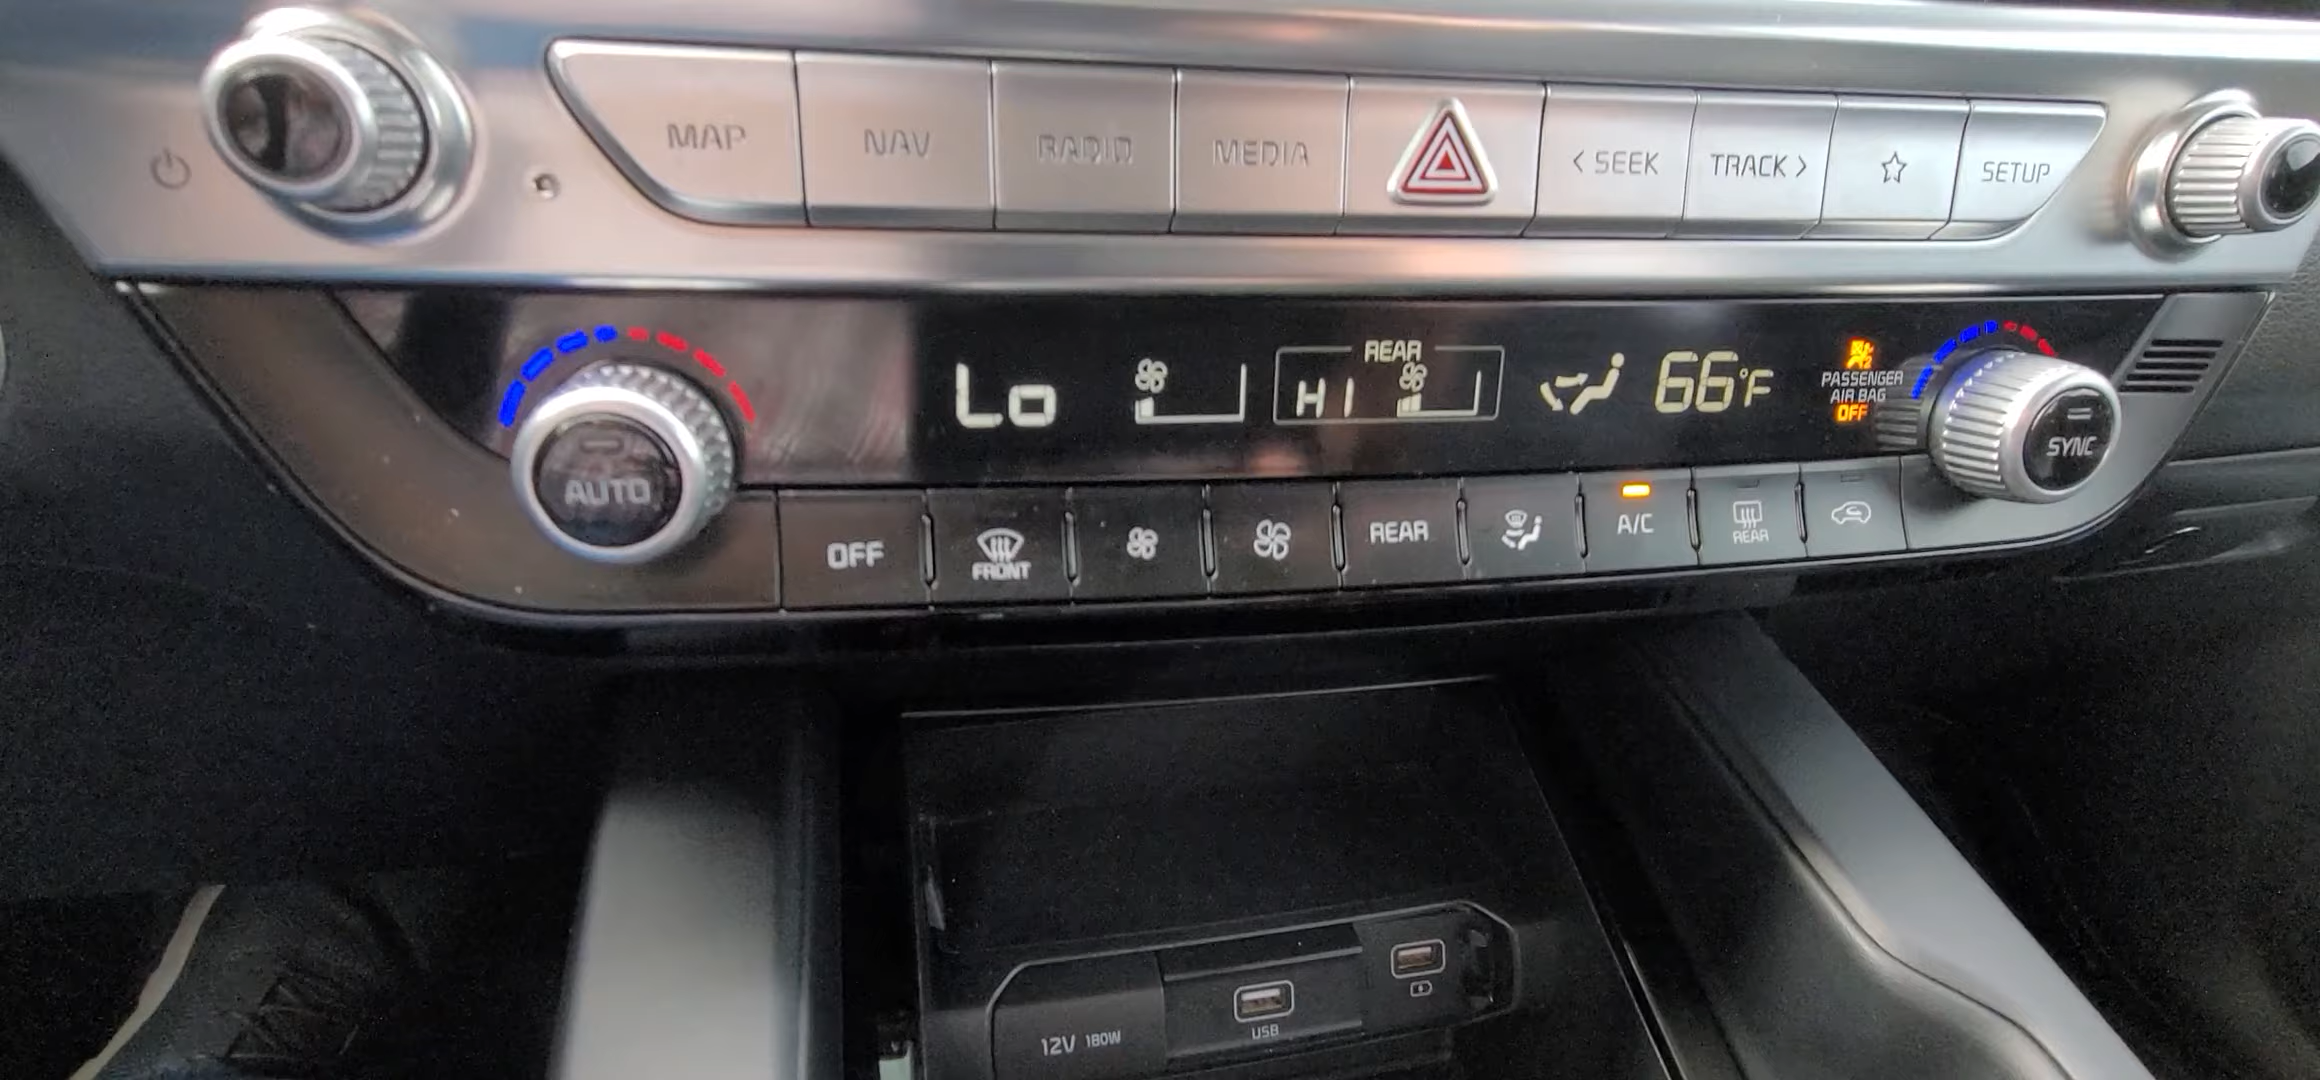 MAP NAV RADIO MEDIA < SEEK TRACK > SETUP
Lo
REAR
HI
66°F
PASSENGER
AIR BAG
OFF
AUTO
SYNC
OFF
FRONT
REAR
A/C
REAR
12V 180W
USB